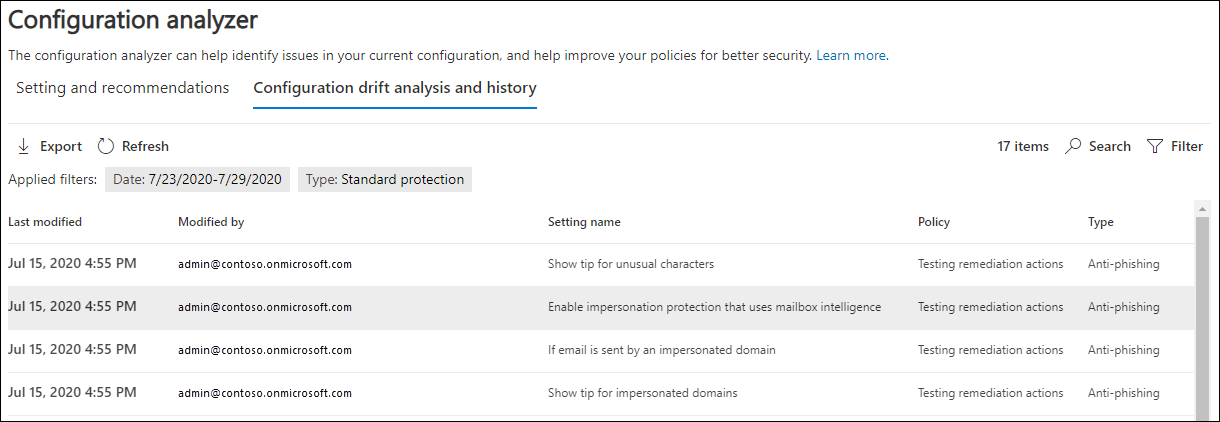 Configuration analyzer
The configuration analyzer can help identify issues in your current configuration, and help improve your policies for better security. Learn more.
Setting and recommendations Configuration drift analysis and history
Export Refresh 17 items Search Filter
Applied filters: Date: 7/23/2020-7/29/2020 Type: Standard protection
Last modified Modified by Setting name Policy Type
Jul 15, 2020 4:55 PM admin@contoso.onmicrosoft.com Show tip for unusual characters Testing remediation actions Anti-phishing
Jul 15, 2020 4:55 PM admin@contoso.onmicrosoft.com Enable impersonation protection that uses mailbox intelligence Testing remediation actions Anti-phishing
Jul 15, 2020 4:55 PM admin@contoso.onmicrosoft.com If email is sent by an impersonated domain Testing remediation actions Anti-phishing
Jul 15, 2020 4:55 PM admin@contoso.onmicrosoft.com Show tip for impersonated domains Testing remediation actions Anti-phishing